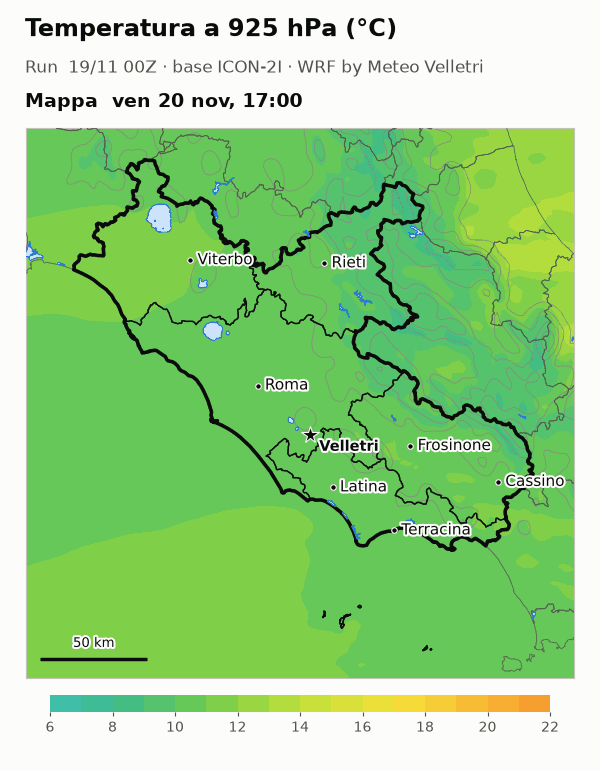 Temperatura a 925 hPa (°C)
Run  19/11 00Z · base ICON-2I · WRF by Meteo Velletri
Mappa  ven 20 nov, 17:00
Viterbo
Rieti
Roma
Velletri
Frosinone
Latina
Cassino
Terracina
50 km
6 8 10 12 14 16 18 20 22